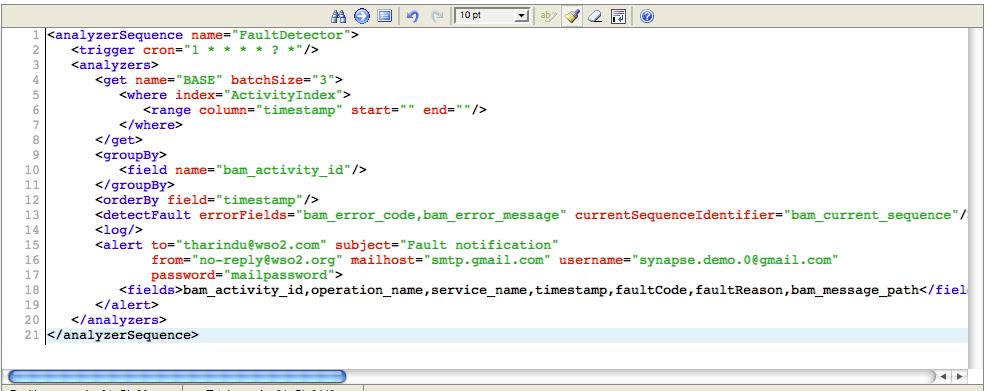 10 pt
1 <analyzerSequence name="FaultDetector">
2 <trigger cron="1 * * * * ? *"/>
3 <analyzers>
4 <get name="BASE" batchSize="3">
5 <where index="ActivityIndex">
6 <range column="timestamp" start="" end=""/>
7 </where>
8 </get>
9 <groupBy>
10 <field name="bam_activity_id"/>
11 </groupBy>
12 <orderBy field="timestamp"/>
13 <detectFault errorFields="bam_error_code,bam_error_message" currentSequenceIdentifier="bam_current_sequence"/
14 <log/>
15 <alert to="tharindu@wso2.com" subject="Fault notification"
16 from="no-reply@wso2.org" mailhost="smtp.gmail.com" username="synapse.demo.0@gmail.com"
17 password="mailpassword">
18 <fields>bam_activity_id,operation_name,service_name,timestamp,faultCode,faultReason,bam_message_path</fiel
19 </alert>
20 </analyzers>
21 </analyzerSequence>